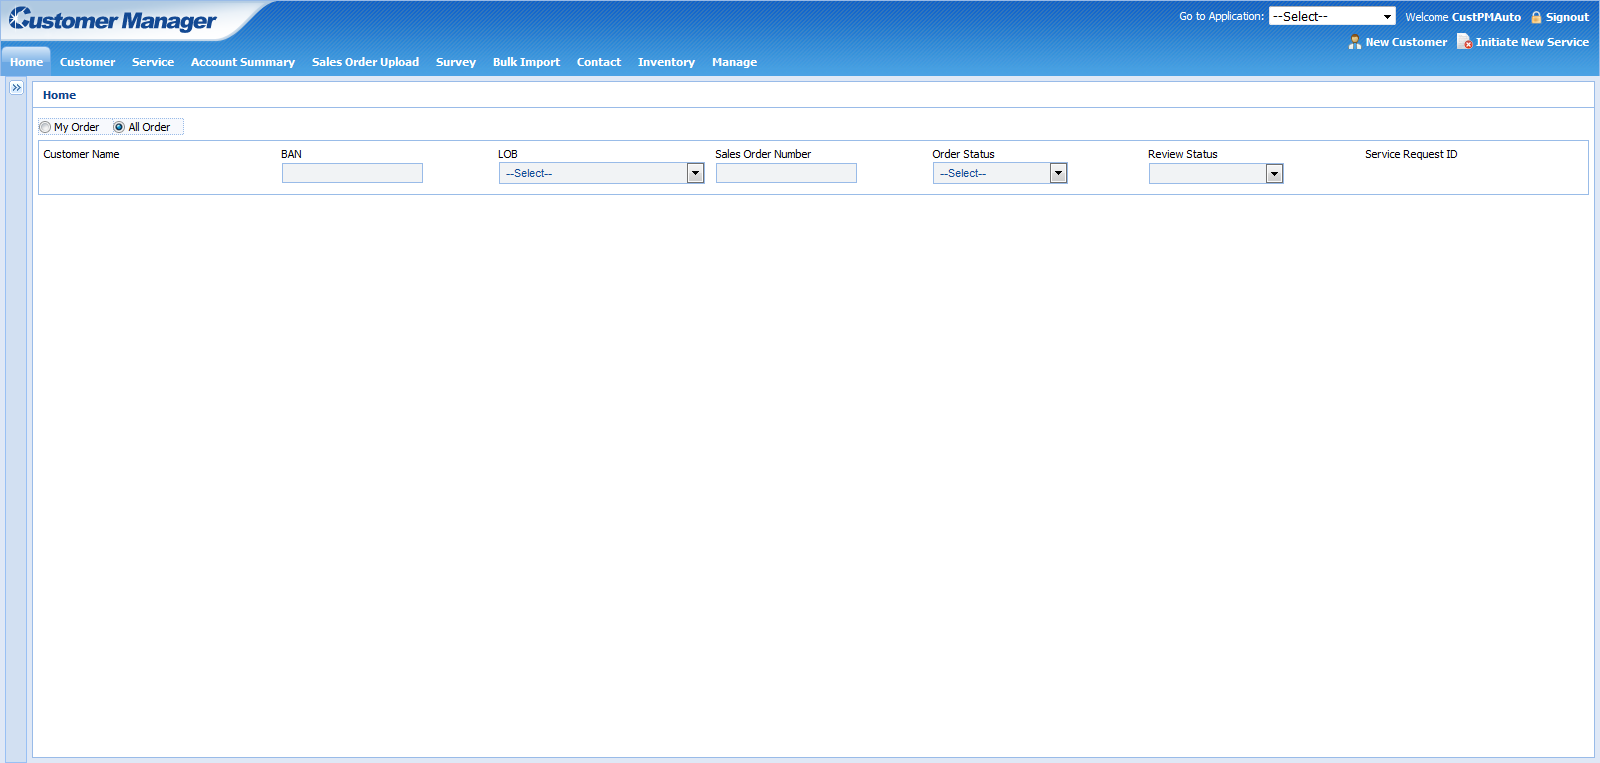 Customer Manager
Go to Application: --Select-- Welcome CustPMAuto Signout
New Customer Initiate New Service
Home Customer Service Account Summary Sales Order Upload Survey Bulk Import Contact Inventory Manage
Home
My Order All Order
Customer Name BAN LOB Sales Order Number Order Status Review Status Service Request ID
--Select-- --Select--